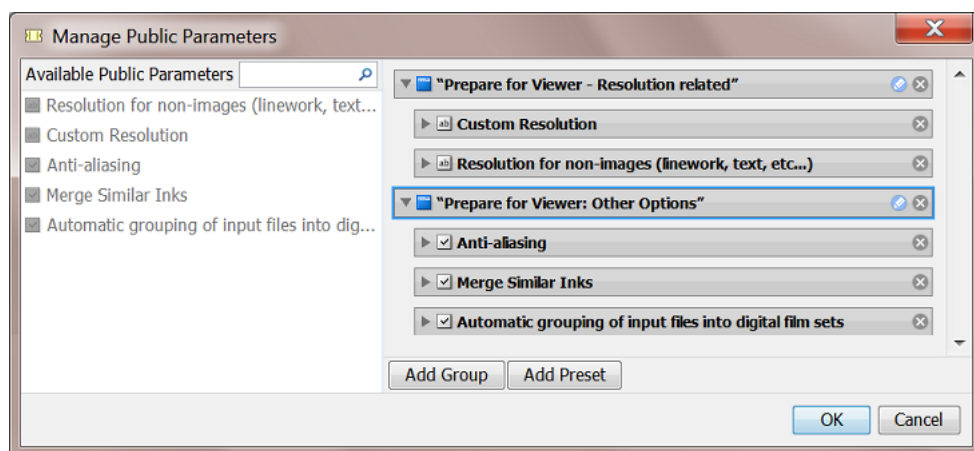 Manage Public Parameters
Available Public Parameters
Resolution for non-images (linework, text...
Custom Resolution
Anti-aliasing
Merge Similar Inks
Automatic grouping of input files into dig...
“Prepare for Viewer - Resolution related”
ab Custom Resolution
ab Resolution for non-images (linework, text, etc...)
“Prepare for Viewer: Other Options”
Anti-aliasing
Merge Similar Inks
Automatic grouping of input files into digital film sets
Add Group
Add Preset
OK
Cancel